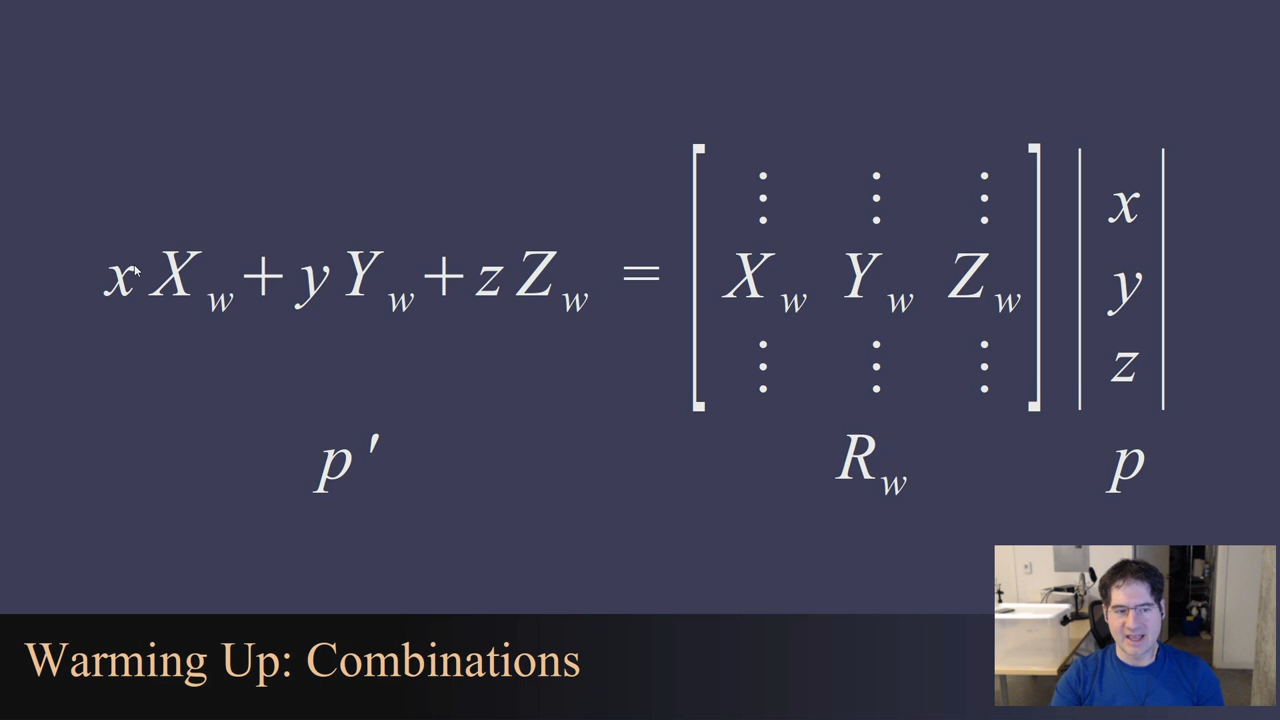 x X_w + y Y_w + z Z_w = [ ⋮ ⋮ ⋮ ] | x |
[ X_w Y_w Z_w ] | y |
[ ⋮ ⋮ ⋮ ] | z |
p′ R_w p
Warming Up: Combinations